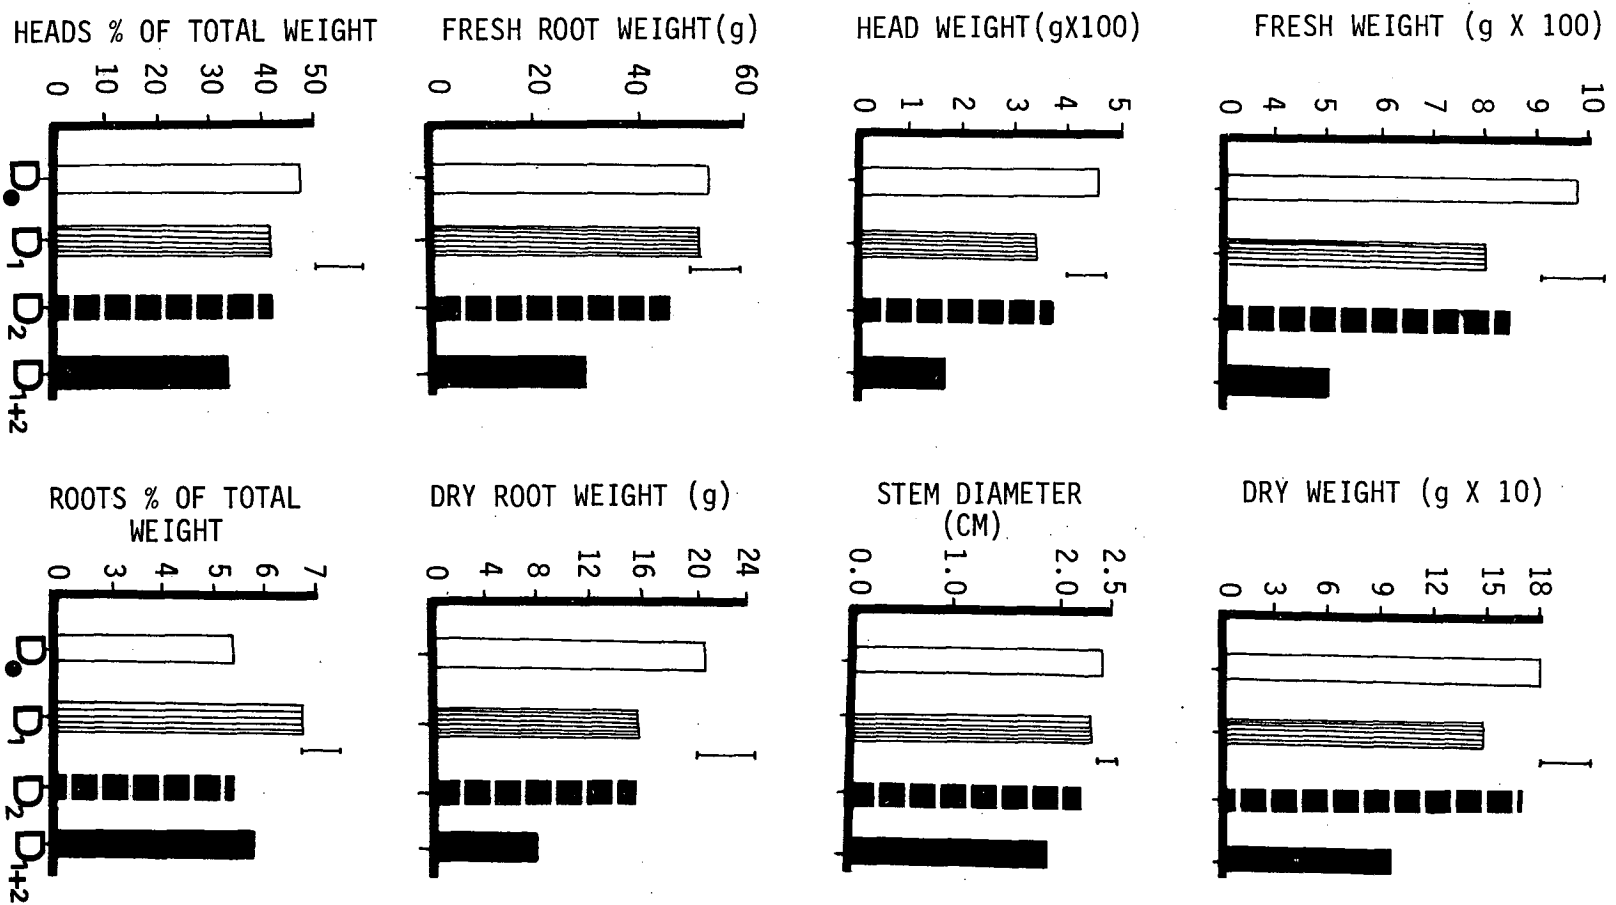 HEADS % OF TOTAL WEIGHT
0 10 20 30 40 50
D₀
D₁
D₂
D₁₊₂
FRESH ROOT WEIGHT(g)
0 20 40 60
HEAD WEIGHT(gX100)
0 1 2 3 4 5
FRESH WEIGHT (g X 100)
0 4 5 6 7 8 9 10
ROOTS % OF TOTAL
WEIGHT
0 3 4 5 6 7
D₀
D₁
D₂
D₁₊₂
DRY ROOT WEIGHT (g)
0 4 8 12 16 20 24
STEM DIAMETER
(CM)
0.0 1.0 2.0 2.5
DRY WEIGHT (g X 10)
0 3 6 9 12 15 18